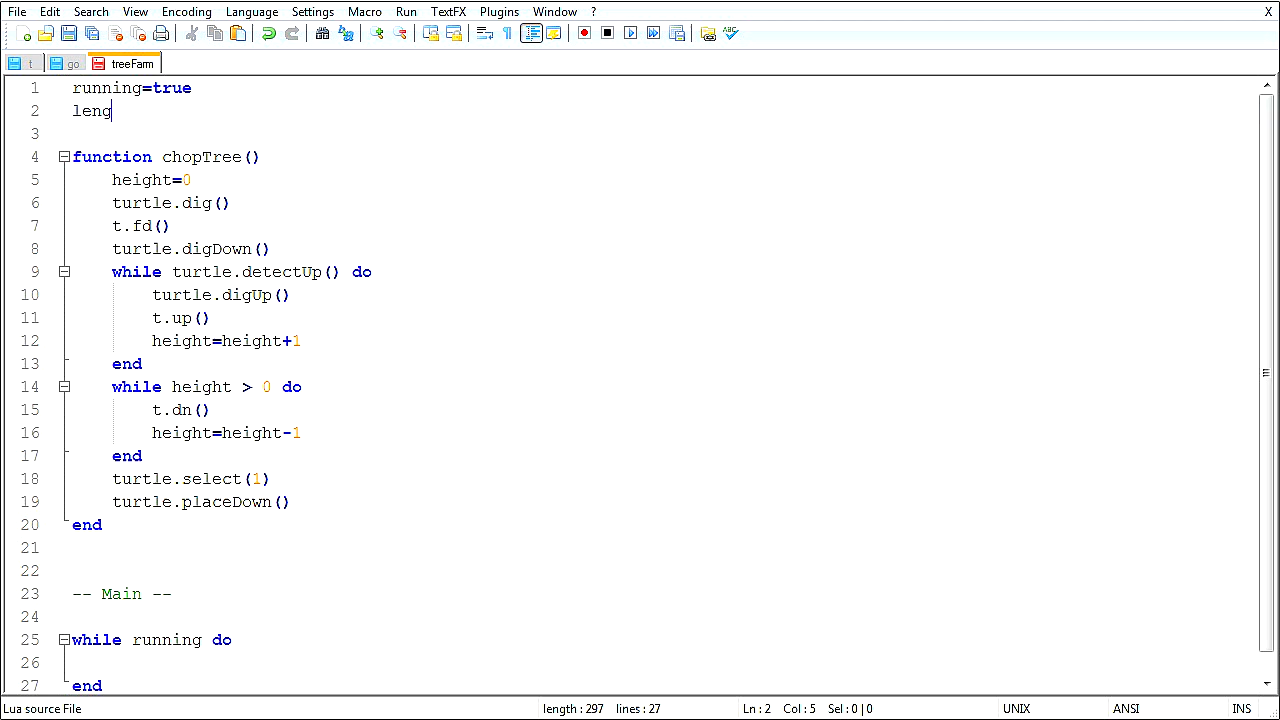 File Edit Search View Encoding Language Settings Macro Run TextFX Plugins Window ? X
t go treeFarm
1 running=true
2 leng
3
4 function chopTree()
5 height=0
6 turtle.dig()
7 t.fd()
8 turtle.digDown()
9 while turtle.detectUp() do
10 turtle.digUp()
11 t.up()
12 height=height+1
13 end
14 while height > 0 do
15 t.dn()
16 height=height-1
17 end
18 turtle.select(1)
19 turtle.placeDown()
20 end
21
22
23 -- Main --
24
25 while running do
26
27 end
Lua source File length : 297 lines : 27 Ln : 2 Col : 5 Sel : 0 | 0 UNIX ANSI INS